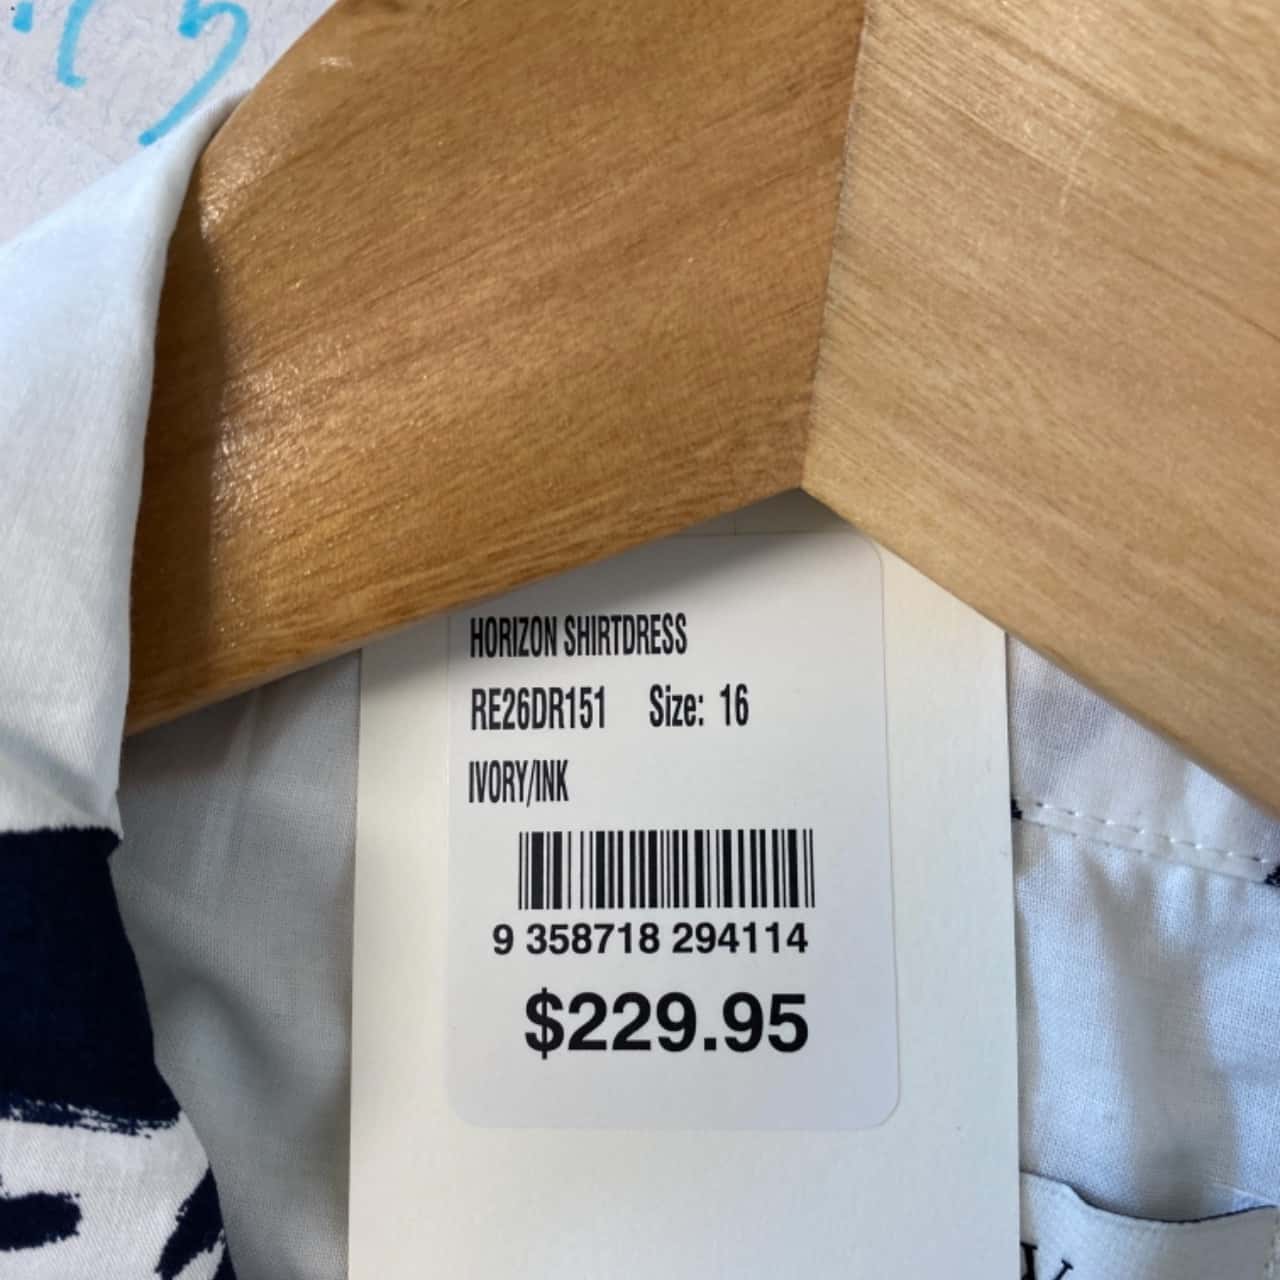 HORIZON SHIRTDRESS
RE26DR151 Size: 16
IVORY/INK
9 358718 294114
$229.95